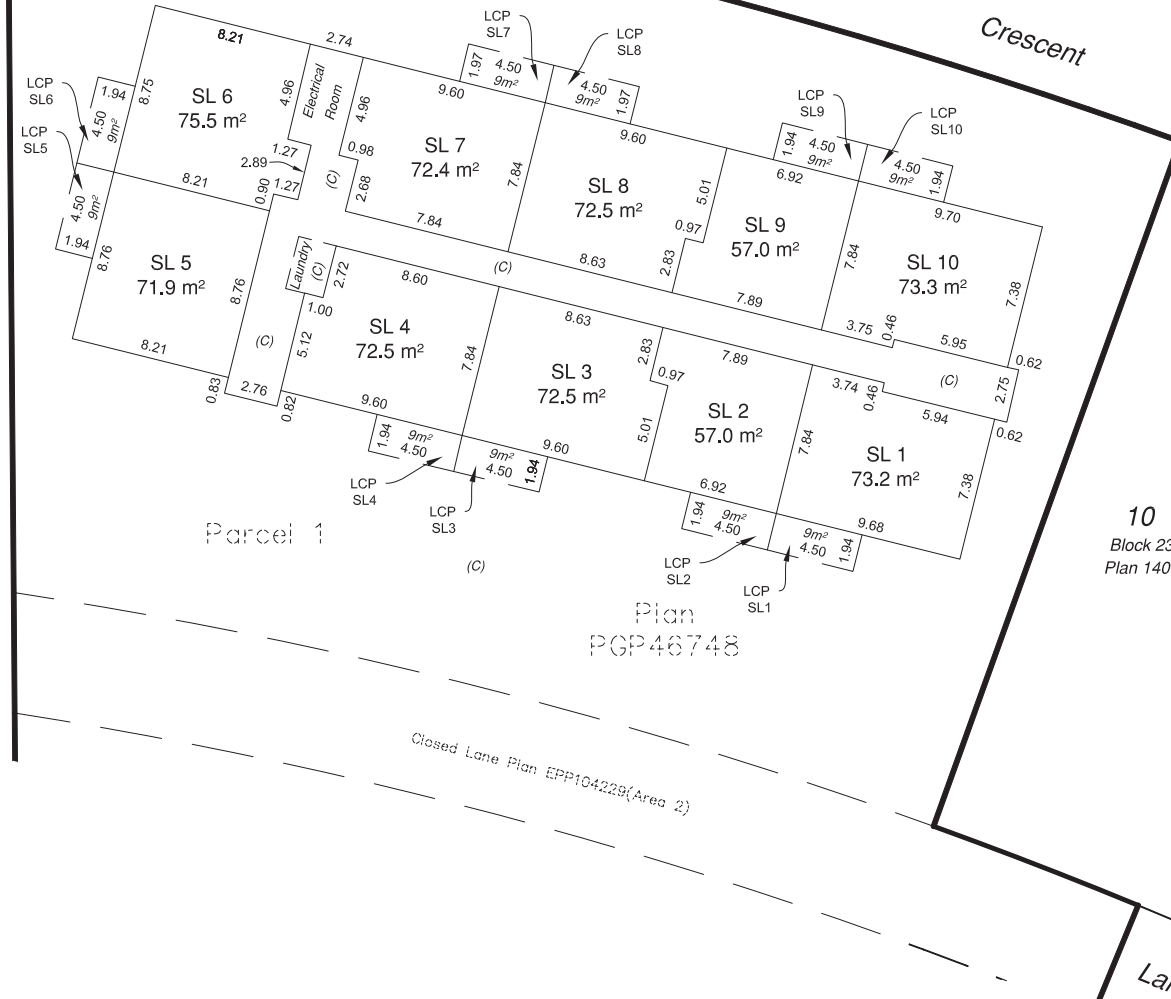 Crescent
LCP
SL7
LCP
SL8
8.21
2.74
1.97
4.50
9m²
4.50
9m²
1.97
LCP
SL6
1.94
8.75
SL 6
75.5 m²
4.96
Electrical
Room
4.96
9.60
LCP
SL9
LCP
SL10
4.50
9m²
LCP
SL5
1.27
2.89
0.98
SL 7
72.4 m²
7.84
9.60
1.94
4.50
9m²
4.50
9m²
1.94
4.50
9m²
1.94
8.21
0.90
1.27
(C)
2.68
7.84
SL 8
72.5 m²
5.01
0.97
2.83
6.92
SL 9
57.0 m²
9.70
8.76
SL 5
71.9 m²
8.76
Laundry
(C)
2.72
8.60
(C)
8.63
7.84
SL 10
73.3 m²
7.38
1.00
7.89
3.75
0.46
5.95
0.62
8.21
(C)
5.12
SL 4
72.5 m²
7.84
8.63
2.83
7.89
(C)
2.75
0.83
2.76
0.82
9.60
SL 3
72.5 m²
0.97
3.74
0.46
5.94
0.62
1.94
9m²
4.50
9m²
4.50
1.94
9.60
5.01
SL 2
57.0 m²
7.84
SL 1
73.2 m²
7.38
LCP
SL4
LCP
SL3
6.92
9.68
1.94
9m²
4.50
9m²
4.50
1.94
10
Block 23
Plan 140
Parcel 1
(C)
LCP
SL2
LCP
SL1
Plan
PGP46748
Closed Lane Plan EPP104229(Area 2)